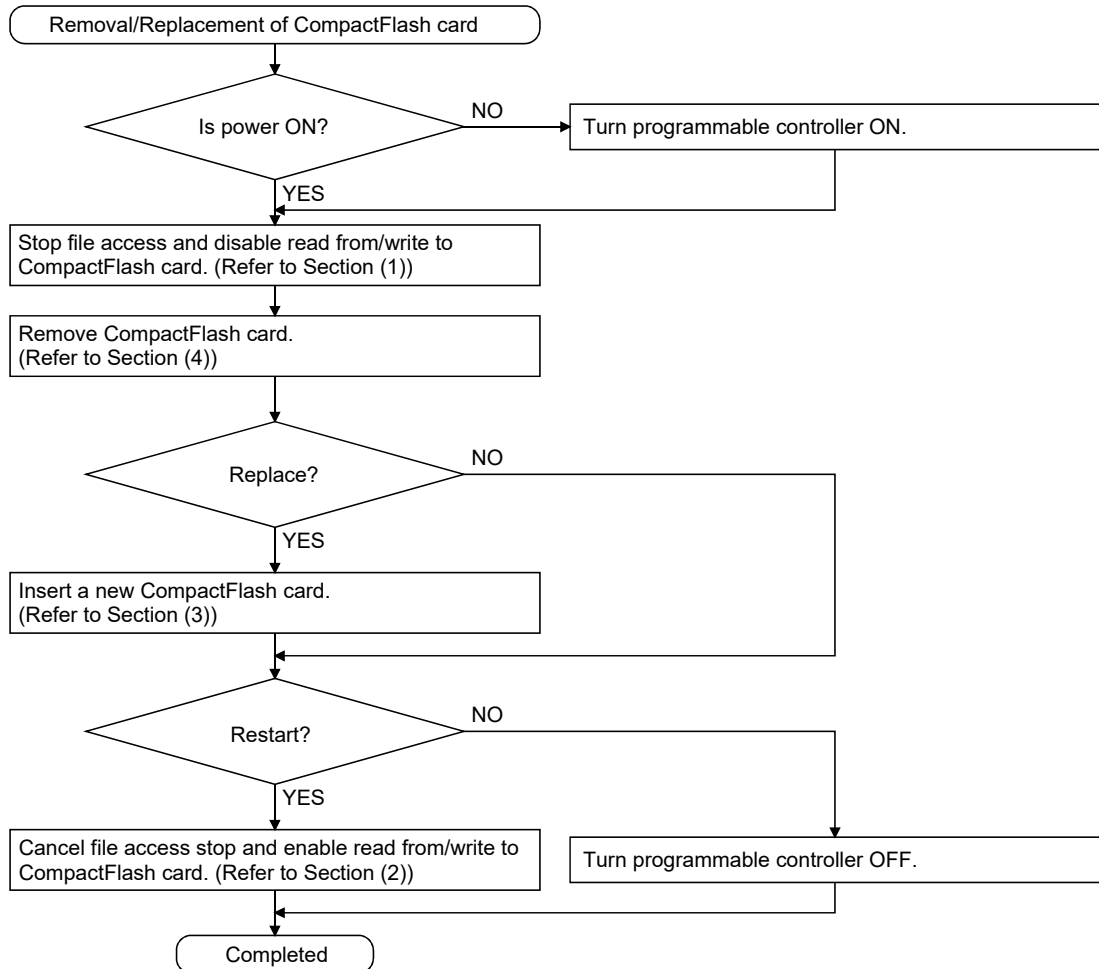 Removal/Replacement of CompactFlash card
Is power ON?
NO
Turn programmable controller ON.
YES
Stop file access and disable read from/write to
CompactFlash card. (Refer to Section (1))
Remove CompactFlash card.
(Refer to Section (4))
Replace?
NO
YES
Insert a new CompactFlash card.
(Refer to Section (3))
Restart?
NO
YES
Cancel file access stop and enable read from/write to
CompactFlash card. (Refer to Section (2))
Turn programmable controller OFF.
Completed